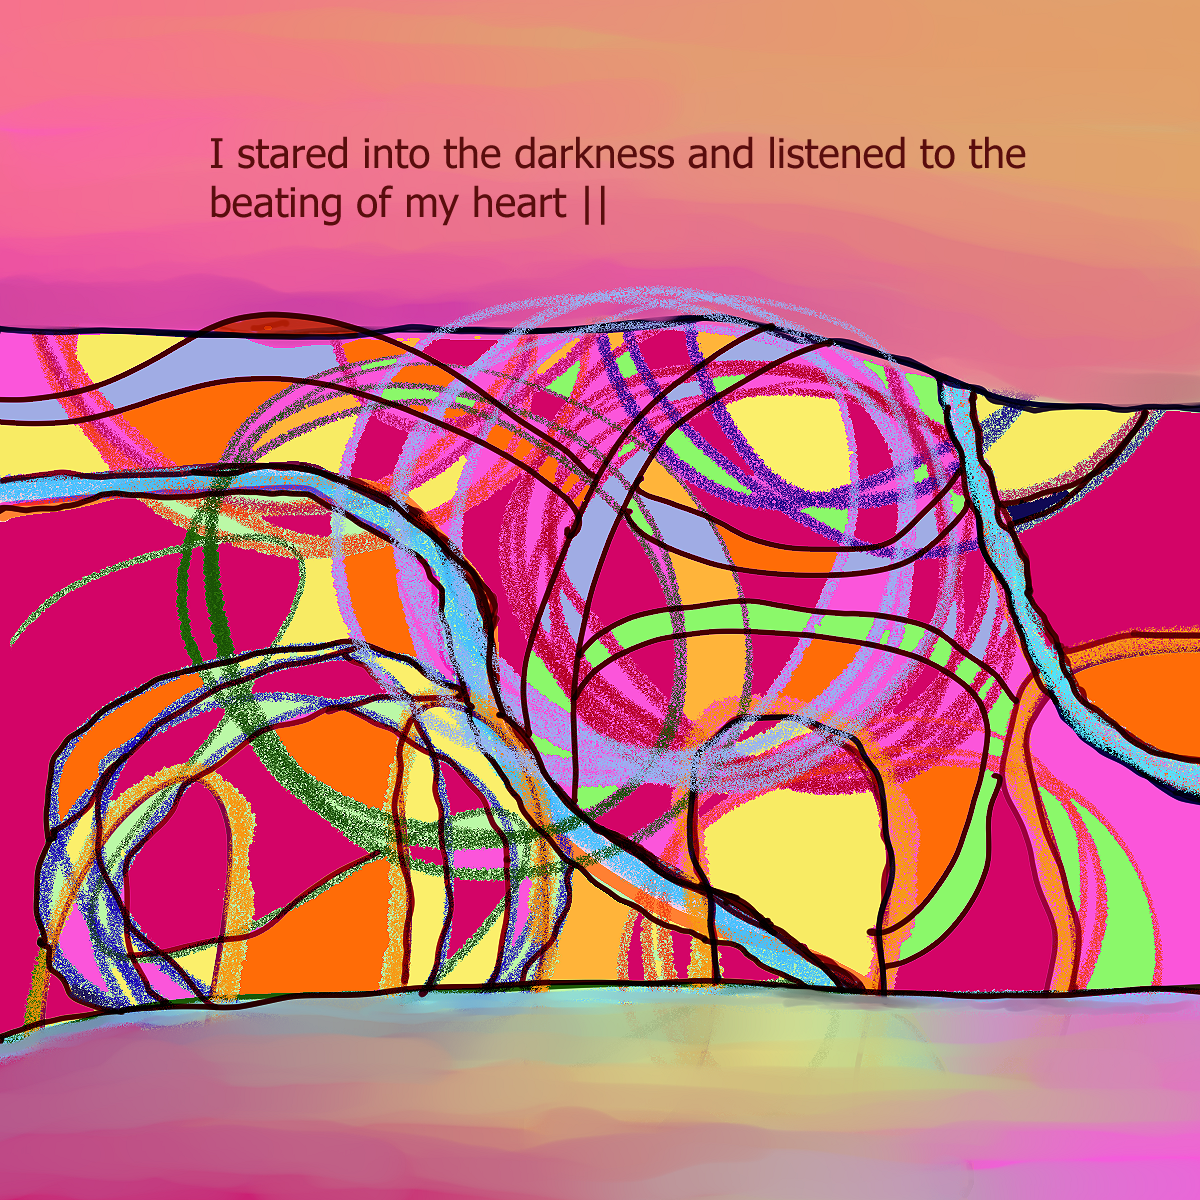 I stared into the darkness and listened to the
beating of my heart ||